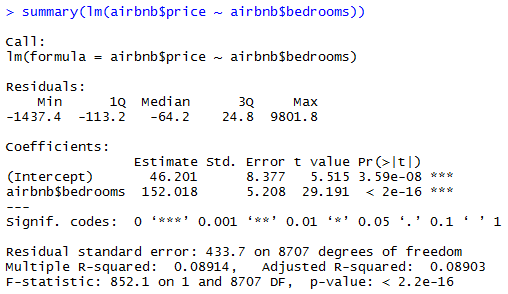 > summary(lm(airbnb$price ~ airbnb$bedrooms))
Call:
lm(formula = airbnb$price ~ airbnb$bedrooms)
Residuals:
    Min      1Q  Median      3Q     Max
-1437.4  -113.2   -64.2    24.8  9801.8
Coefficients:
                Estimate Std. Error t value Pr(>|t|)
(Intercept)       46.201      8.377   5.515 3.59e-08 ***
airbnb$bedrooms  152.018      5.208  29.191  < 2e-16 ***
---
Signif. codes:  0 ‘***’ 0.001 ‘**’ 0.01 ‘*’ 0.05 ‘.’ 0.1 ‘ ’ 1
Residual standard error: 433.7 on 8707 degrees of freedom
Multiple R-squared:  0.08914,	Adjusted R-squared:  0.08903
F-statistic: 852.1 on 1 and 8707 DF,  p-value: < 2.2e-16